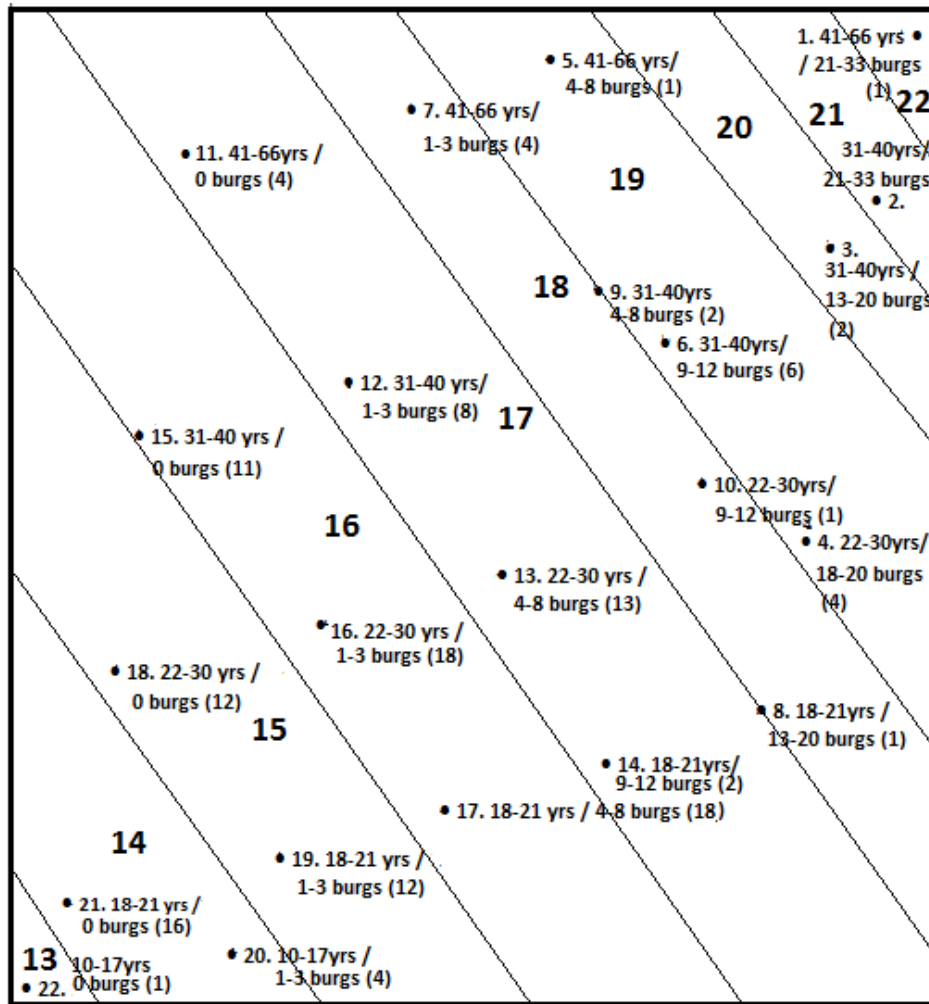 1. 41-66 yrs
/ 21-33 burgs
(1)
22
5. 41-66 yrs/
4-8 burgs (1)
20
21
7. 41-66 yrs/
1-3 burgs (4)
11. 41-66yrs /
0 burgs (4)
31-40yrs/
21-33 burgs
2.
19
3.
31-40yrs /
13-20 burgs
(2)
18
9. 31-40yrs
4-8 burgs (2)
6. 31-40yrs/
9-12 burgs (6)
12. 31-40 yrs/
1-3 burgs (8)
17
15. 31-40 yrs /
0 burgs (11)
10. 22-30yrs/
9-12 burgs (1)
16
4. 22-30yrs/
18-20 burgs
(4)
13. 22-30 yrs /
4-8 burgs (13)
16. 22-30 yrs /
1-3 burgs (18)
18. 22-30 yrs /
0 burgs (12)
15
8. 18-21yrs /
13-20 burgs (1)
14. 18-21yrs/
9-12 burgs (2)
17. 18-21 yrs / 4-8 burgs (18)
14
19. 18-21 yrs /
1-3 burgs (12)
21. 18-21 yrs /
0 burgs (16)
20. 10-17yrs /
1-3 burgs (4)
13
10-17yrs
0 burgs (1)
22.